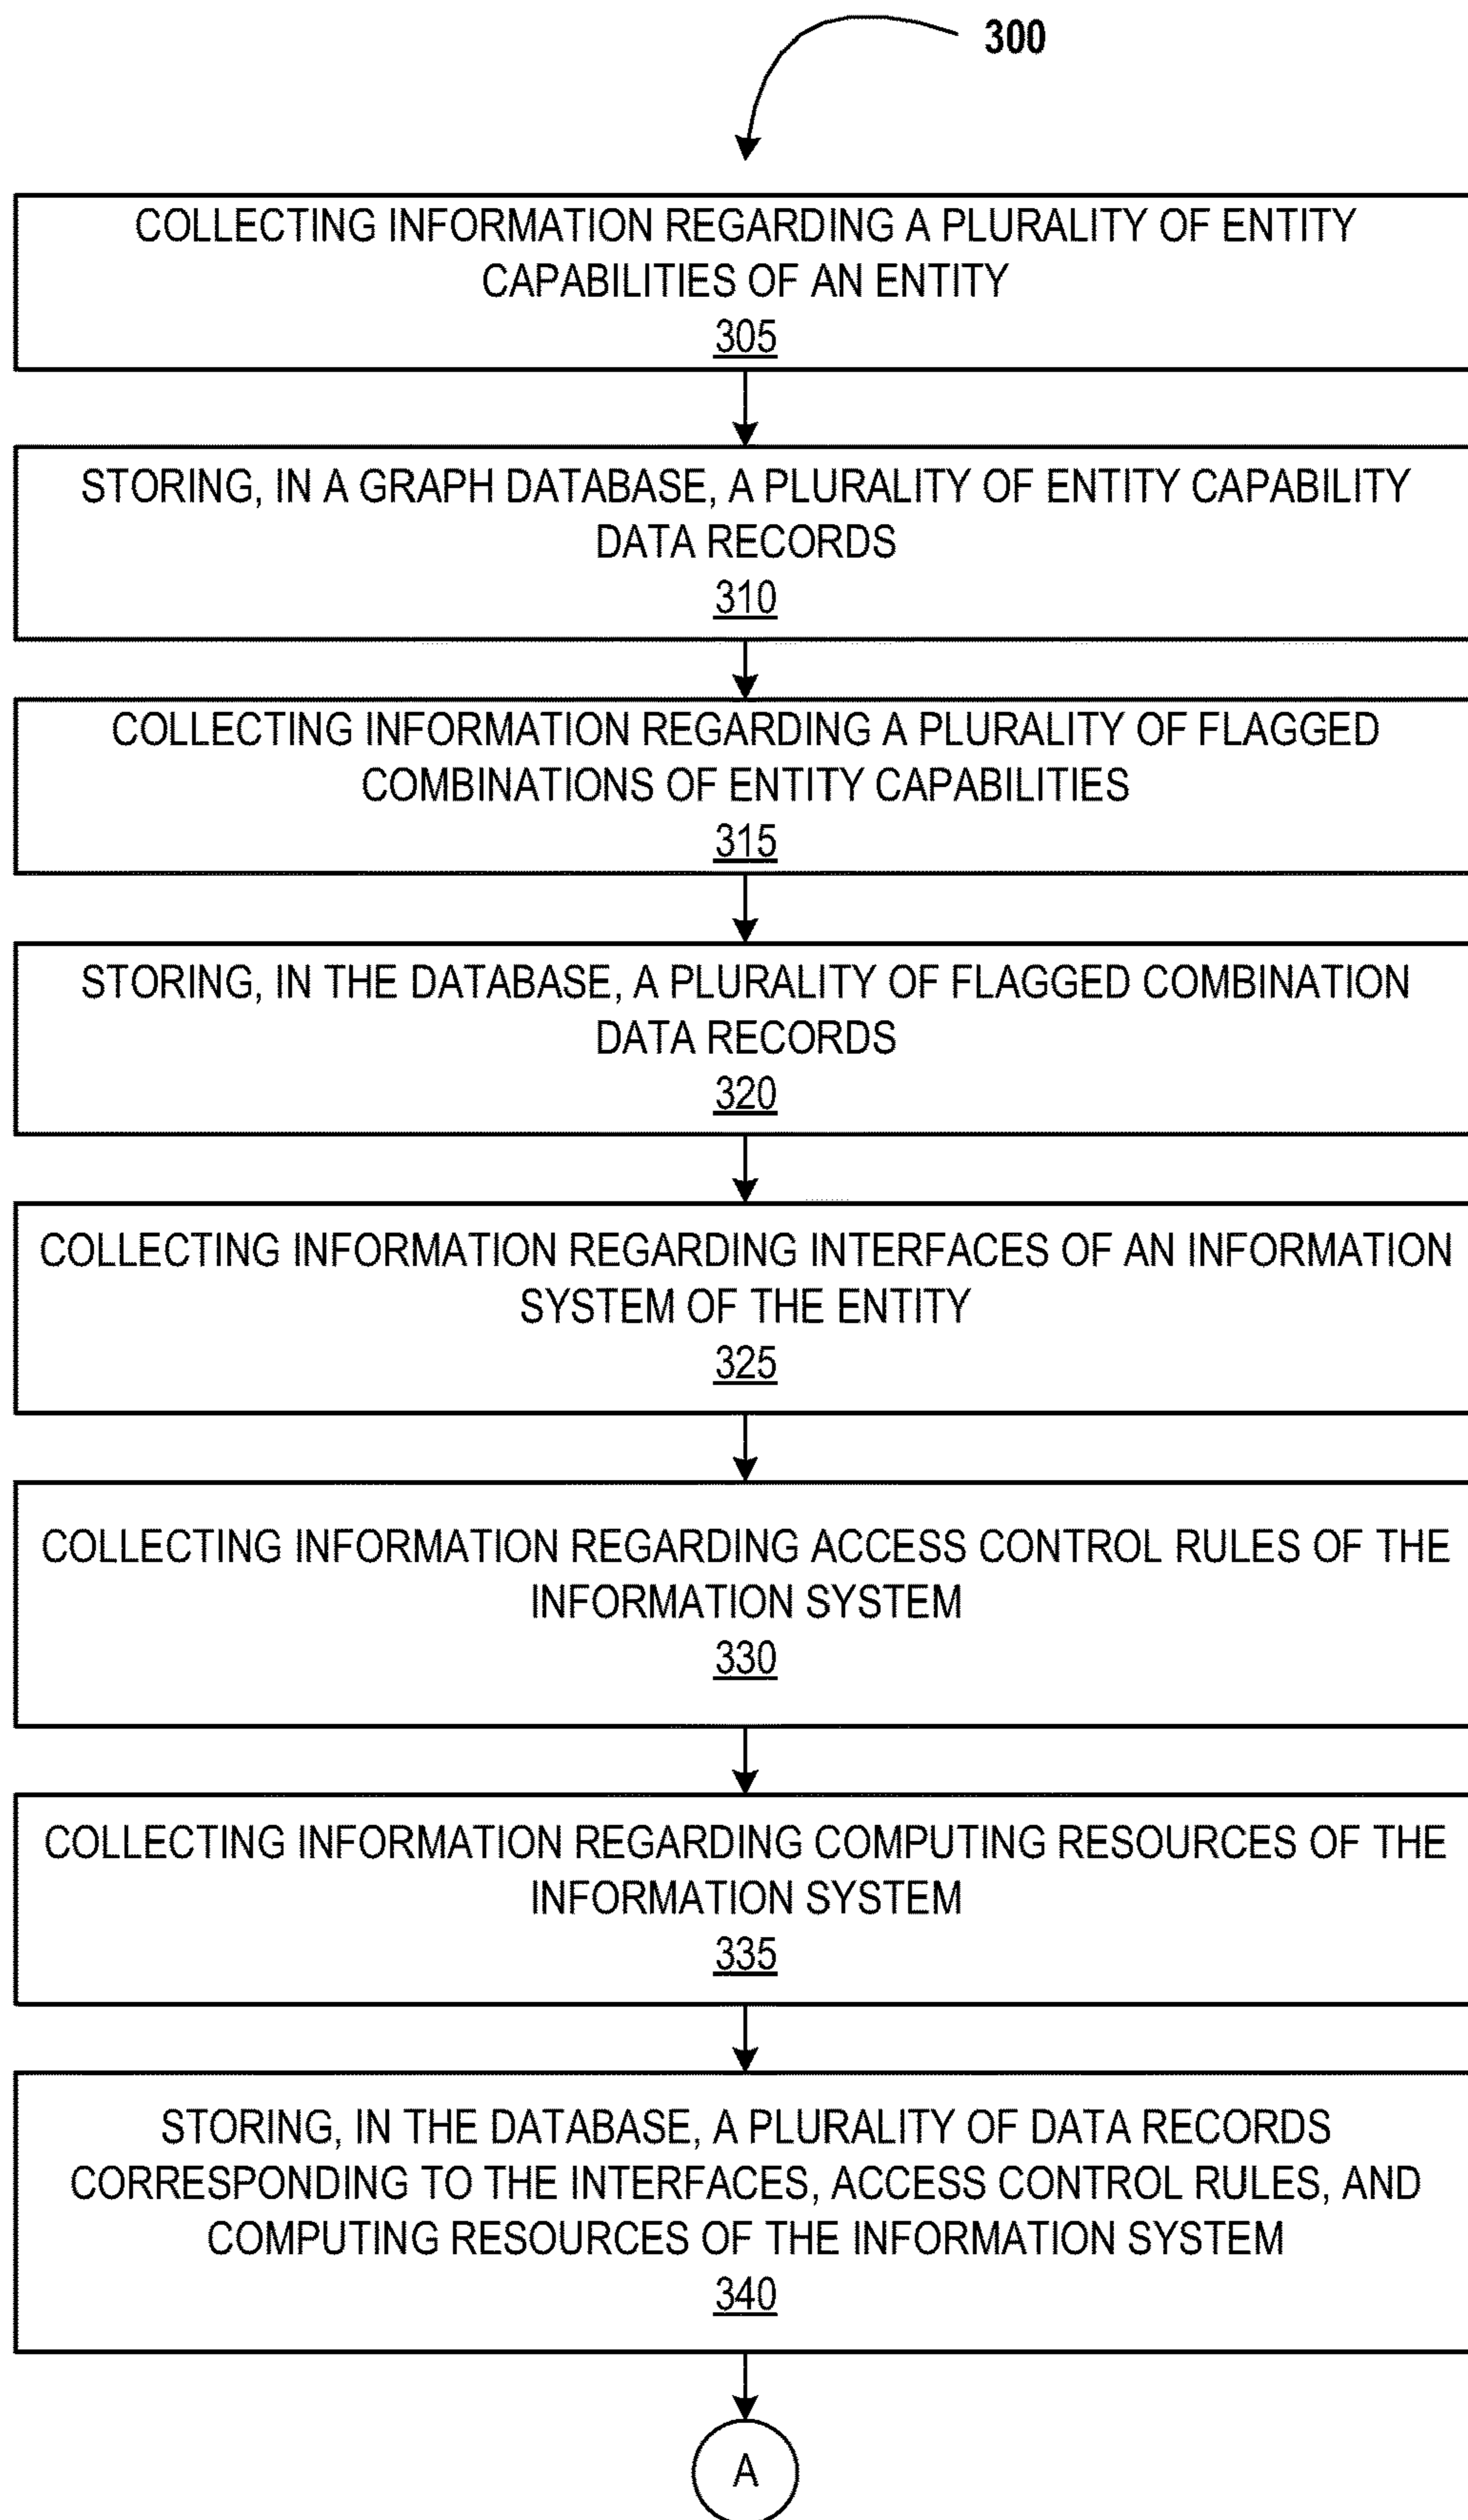 300
COLLECTING INFORMATION REGARDING A PLURALITY OF ENTITY
CAPABILITIES OF AN ENTITY
305
STORING, IN A GRAPH DATABASE, A PLURALITY OF ENTITY CAPABILITY
DATA RECORDS
310
COLLECTING INFORMATION REGARDING A PLURALITY OF FLAGGED
COMBINATIONS OF ENTITY CAPABILITIES
315
STORING, IN THE DATABASE, A PLURALITY OF FLAGGED COMBINATION
DATA RECORDS
320
COLLECTING INFORMATION REGARDING INTERFACES OF AN INFORMATION
SYSTEM OF THE ENTITY
325
COLLECTING INFORMATION REGARDING ACCESS CONTROL RULES OF THE
INFORMATION SYSTEM
330
COLLECTING INFORMATION REGARDING COMPUTING RESOURCES OF THE
INFORMATION SYSTEM
335
STORING, IN THE DATABASE, A PLURALITY OF DATA RECORDS
CORRESPONDING TO THE INTERFACES, ACCESS CONTROL RULES, AND
COMPUTING RESOURCES OF THE INFORMATION SYSTEM
340
A